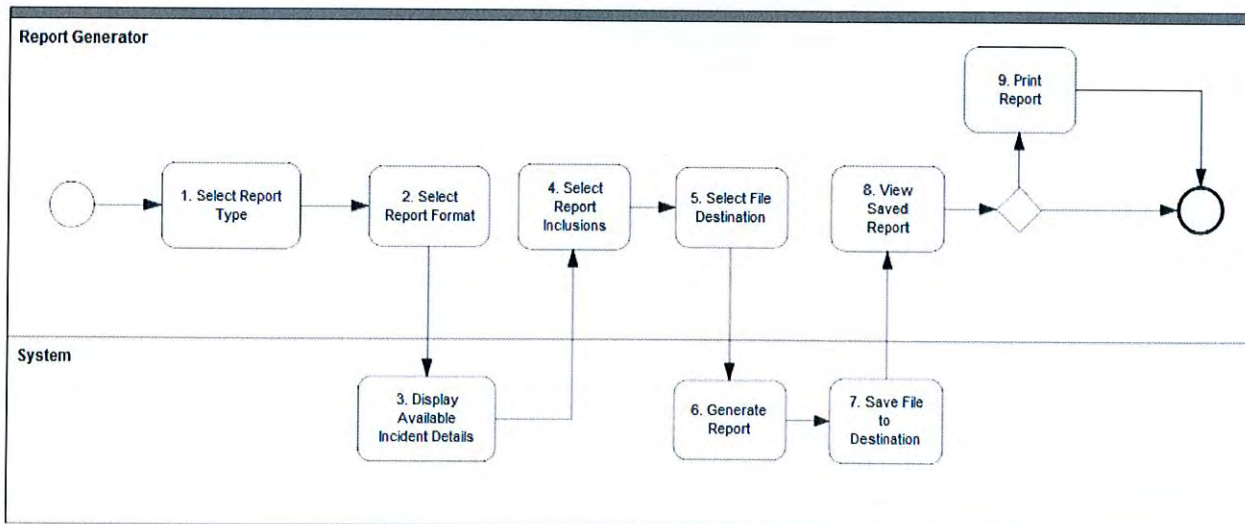 Report Generator
1. Select Report
Type
2. Select
Report Format
4. Select
Report
Inclusions
5. Select File
Destination
8. View
Saved
Report
9. Print
Report
System
3. Display
Available
Incident Details
6. Generate
Report
7. Save File
to
Destination